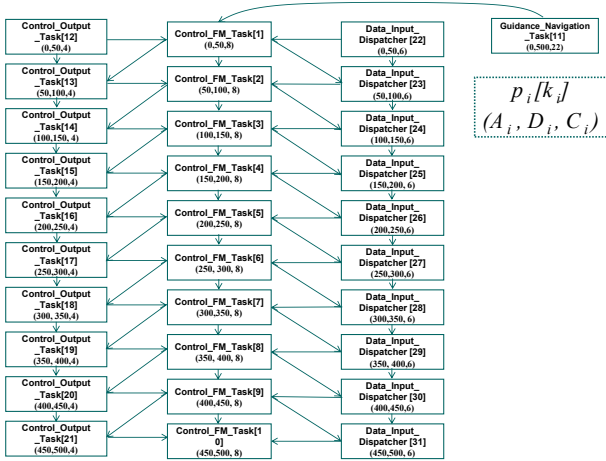 Control_Output
_Task[12]
(0,50,4)
Control_FM_Task[1]
(0,50,8)
Data_Input_
Dispatcher [22]
(0,50,6)
Guidance_Navigation
_Task[11]
(0,500,22)
Control_Output
_Task[13]
(50,100,4)
Control_FM_Task[2]
(50,100, 8)
Data_Input_
Dispatcher [23]
(50,100,6)
p i [k i]
(A i , D i , C i)
Control_Output
_Task[14]
(100,150,4)
Control_FM_Task[3]
(100,150, 8)
Data_Input_
Dispatcher [24]
(100,150,6)
Control_Output
_Task[15]
(150,200,4)
Control_FM_Task[4]
(150,200, 8)
Data_Input_
Dispatcher [25]
(150,200, 6)
Control_Output
_Task[16]
(200,250,4)
Control_FM_Task[5]
(200,250, 8)
Data_Input_
Dispatcher [26]
(200,250,6)
Control_Output
_Task[17]
(250,300,4)
Control_FM_Task[6]
(250, 300, 8)
Data_Input_
Dispatcher [27]
(250,300,6)
Control_Output
_Task[18]
(300, 350,4)
Control_FM_Task[7]
(300,350, 8)
Data_Input_
Dispatcher [28]
(300,350, 6)
Control_Output
_Task[19]
(350, 400,4)
Control_FM_Task[8]
(350, 400, 8)
Data_Input_
Dispatcher [29]
(350, 400,6)
Control_Output
_Task[20]
(400,450,4)
Control_FM_Task[9]
(400,450, 8)
Data_Input_
Dispatcher [30]
(400,450,6)
Control_Output
_Task[21]
(450,500,4)
Control_FM_Task[1
0]
(450,500, 8)
Data_Input_
Dispatcher [31]
(450,500, 6)